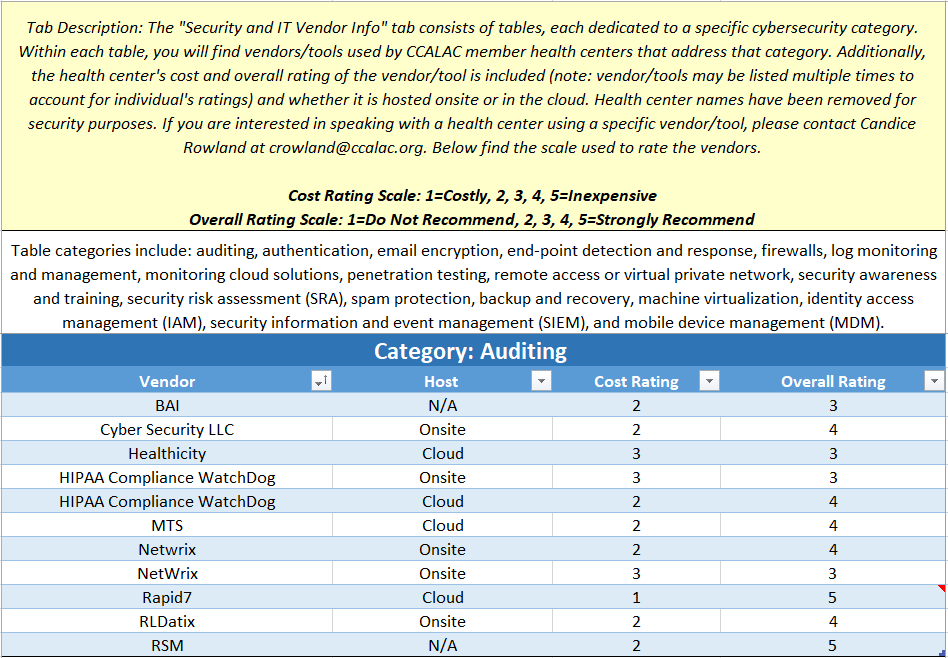 Tab Description: The "Security and IT Vendor Info" tab consists of tables, each dedicated to a specific cybersecurity category.
Within each table, you will find vendors/tools used by CCALAC member health centers that address that category. Additionally,
the health center's cost and overall rating of the vendor/tool is included (note: vendor/tools may be listed multiple times to
account for individual's ratings) and whether it is hosted onsite or in the cloud. Health center names have been removed for
security purposes. If you are interested in speaking with a health center using a specific vendor/tool, please contact Candice
Rowland at crowland@ccalac.org. Below find the scale used to rate the vendors.
Cost Rating Scale: 1=Costly, 2, 3, 4, 5=Inexpensive
Overall Rating Scale: 1=Do Not Recommend, 2, 3, 4, 5=Strongly Recommend
Table categories include: auditing, authentication, email encryption, end-point detection and response, firewalls, log monitoring
and management, monitoring cloud solutions, penetration testing, remote access or virtual private network, security awareness
and training, security risk assessment (SRA), spam protection, backup and recovery, machine virtualization, identity access
management (IAM), security information and event management (SIEM), and mobile device management (MDM).
Category: Auditing
Vendor Host Cost Rating Overall Rating
BAI N/A 2 3
Cyber Security LLC Onsite 2 4
Healthicity Cloud 3 3
HIPAA Compliance WatchDog Onsite 3 3
HIPAA Compliance WatchDog Cloud 2 4
MTS Cloud 2 4
Netwrix Onsite 2 4
NetWrix Onsite 3 3
Rapid7 Cloud 1 5
RLDatix Onsite 2 4
RSM N/A 2 5